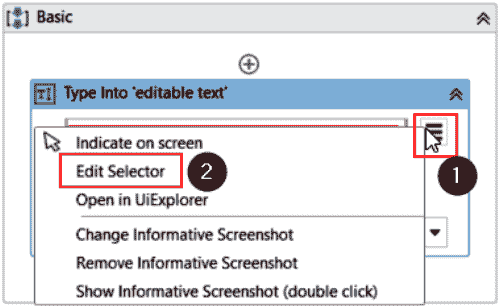 Basic
Type Into 'editable text'
Indicate on screen
1
Edit Selector
2
Open in UiExplorer
Change Informative Screenshot
Remove Informative Screenshot
Show Informative Screenshot (double click)